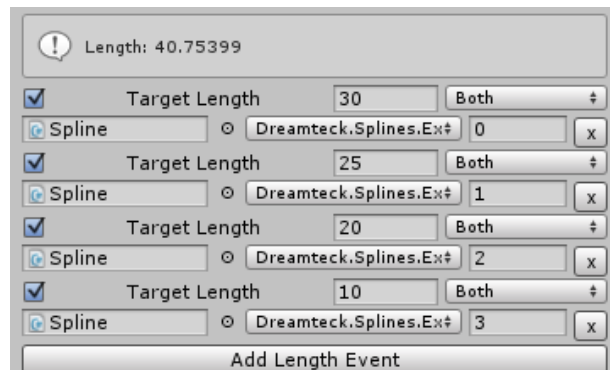 Length: 40.75399
Target Length 30 Both
Spline Dreamteck.Splines.Ex 0 x
Target Length 25 Both
Spline Dreamteck.Splines.Ex 1 x
Target Length 20 Both
Spline Dreamteck.Splines.Ex 2 x
Target Length 10 Both
Spline Dreamteck.Splines.Ex 3 x
Add Length Event